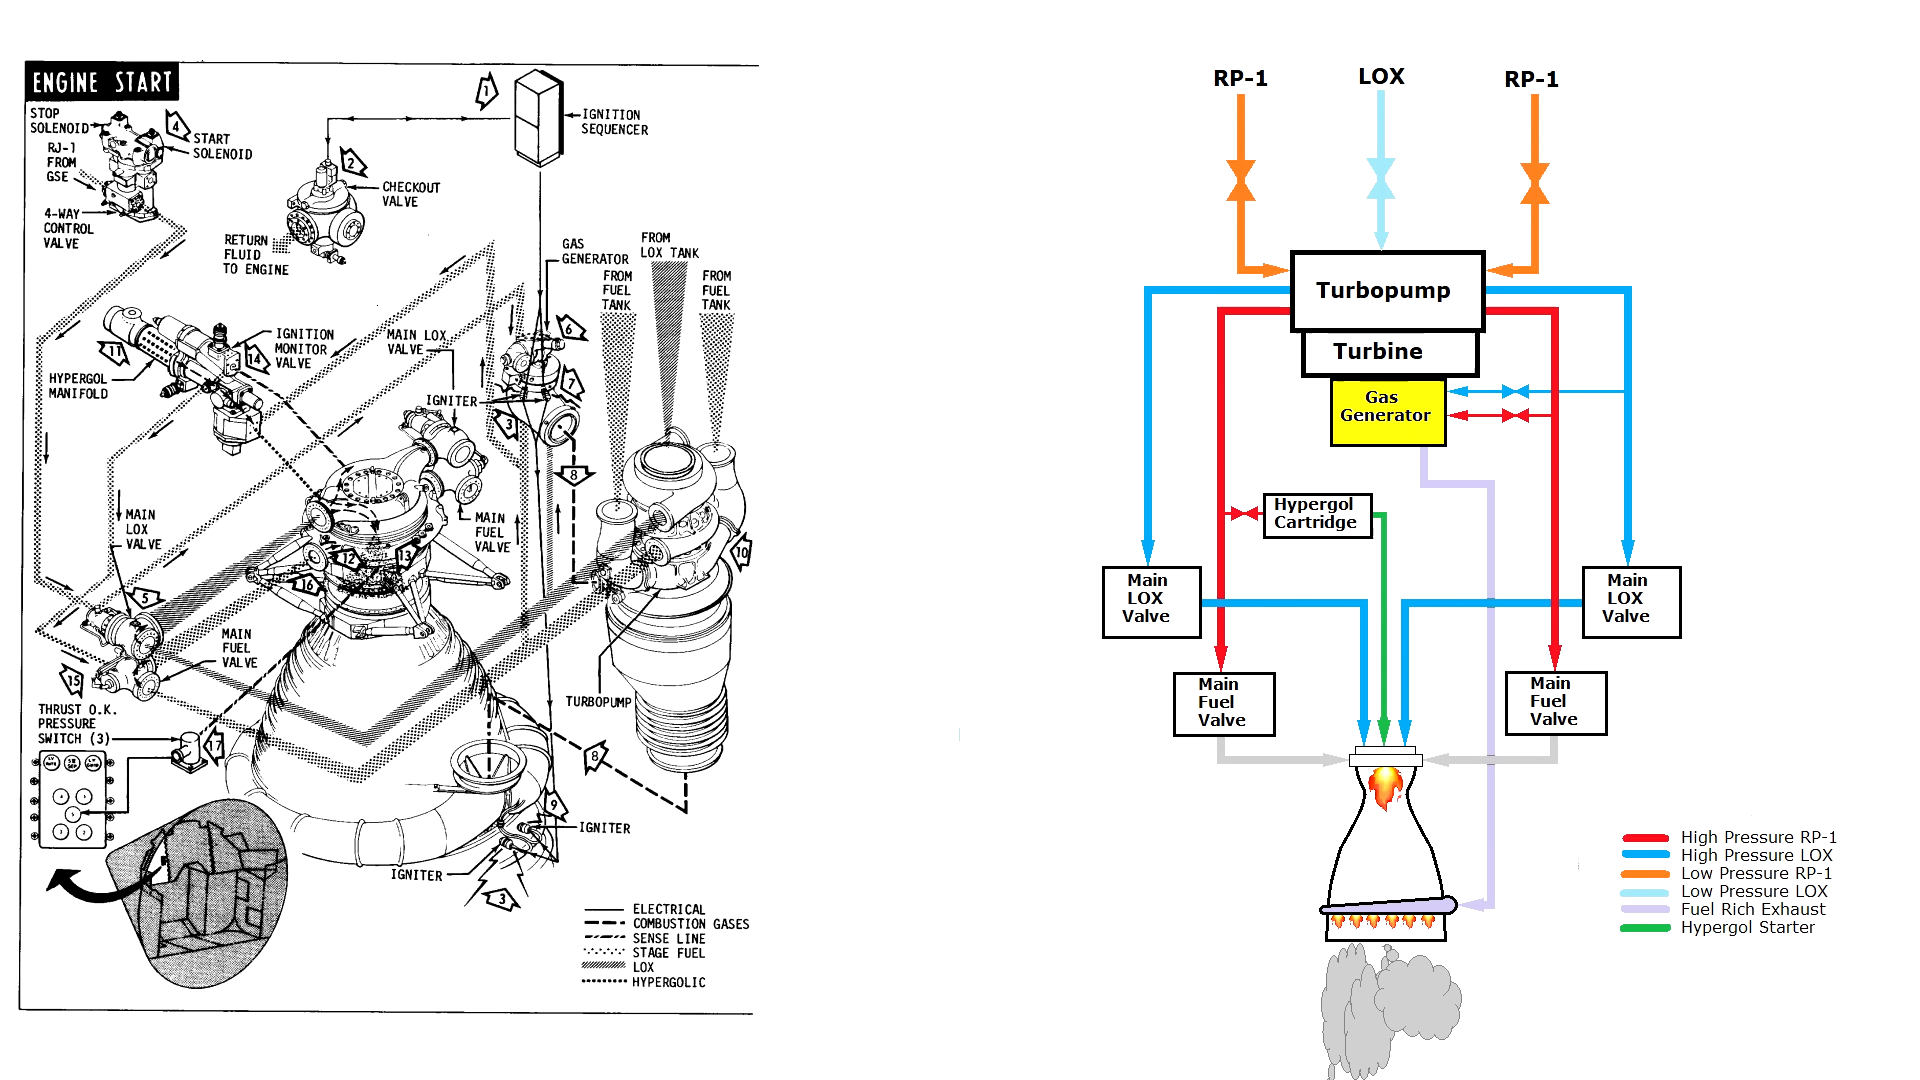 ENGINE START
STOP
SOLENOID
4
START
SOLENOID
RJ-1
FROM
GSE
4-WAY
CONTROL
VALVE
1
IGNITION
SEQUENCER
2
CHECKOUT
VALVE
RETURN
FLUID
TO ENGINE
GAS
GENERATOR
FROM
LOX TANK
FROM
FUEL
TANK
FROM
FUEL
TANK
6
7
3
8
IGNITER
MAIN LOX
VALVE
11
14
IGNITION
MONITOR
VALVE
HYPERGOL
MANIFOLD
MAIN
FUEL
VALVE
MAIN
LOX
VALVE
12
13
16
10
5
15
MAIN
FUEL
VALVE
THRUST O.K.
PRESSURE
SWITCH (3)
17
TURBOPUMP
8
9
IGNITER
IGNITER
3
ELECTRICAL
COMBUSTION GASES
SENSE LINE
STAGE FUEL
LOX
HYPERGOLIC
RP-1
LOX
RP-1
Turbopump
Turbine
Gas
Generator
Hypergol
Cartridge
Main
LOX
Valve
Main
LOX
Valve
Main
Fuel
Valve
Main
Fuel
Valve
High Pressure RP-1
High Pressure LOX
Low Pressure RP-1
Low Pressure LOX
Fuel Rich Exhaust
Hypergol Starter